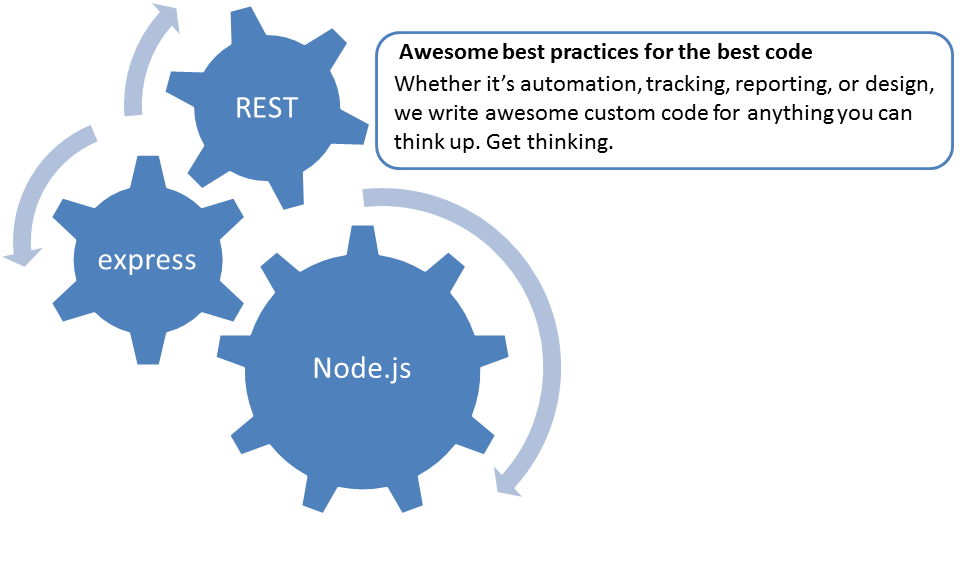 REST
Awesome best practices for the best code
Whether it’s automation, tracking, reporting, or design,
we write awesome custom code for anything you can
think up. Get thinking.
express
Node.js